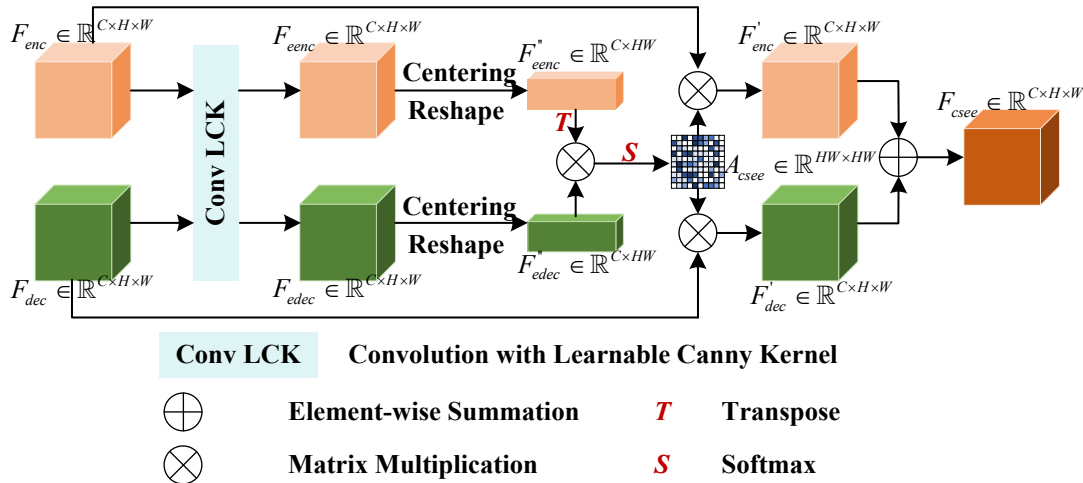 F_enc ∈ ℝ^{C×H×W}
F_eenc ∈ ℝ^{C×H×W}
F''_eenc ∈ ℝ^{C×HW}
F'_enc ∈ ℝ^{C×H×W}
F_csee ∈ ℝ^{C×H×W}
Centering
Reshape
Conv LCK
T
S
A_csee ∈ ℝ^{HW×HW}
Centering
Reshape
F_dec ∈ ℝ^{C×H×W}
F_edec ∈ ℝ^{C×H×W}
F''_edec ∈ ℝ^{C×HW}
F'_dec ∈ ℝ^{C×H×W}
Conv LCK Convolution with Learnable Canny Kernel
Element-wise Summation T Transpose
Matrix Multiplication S Softmax